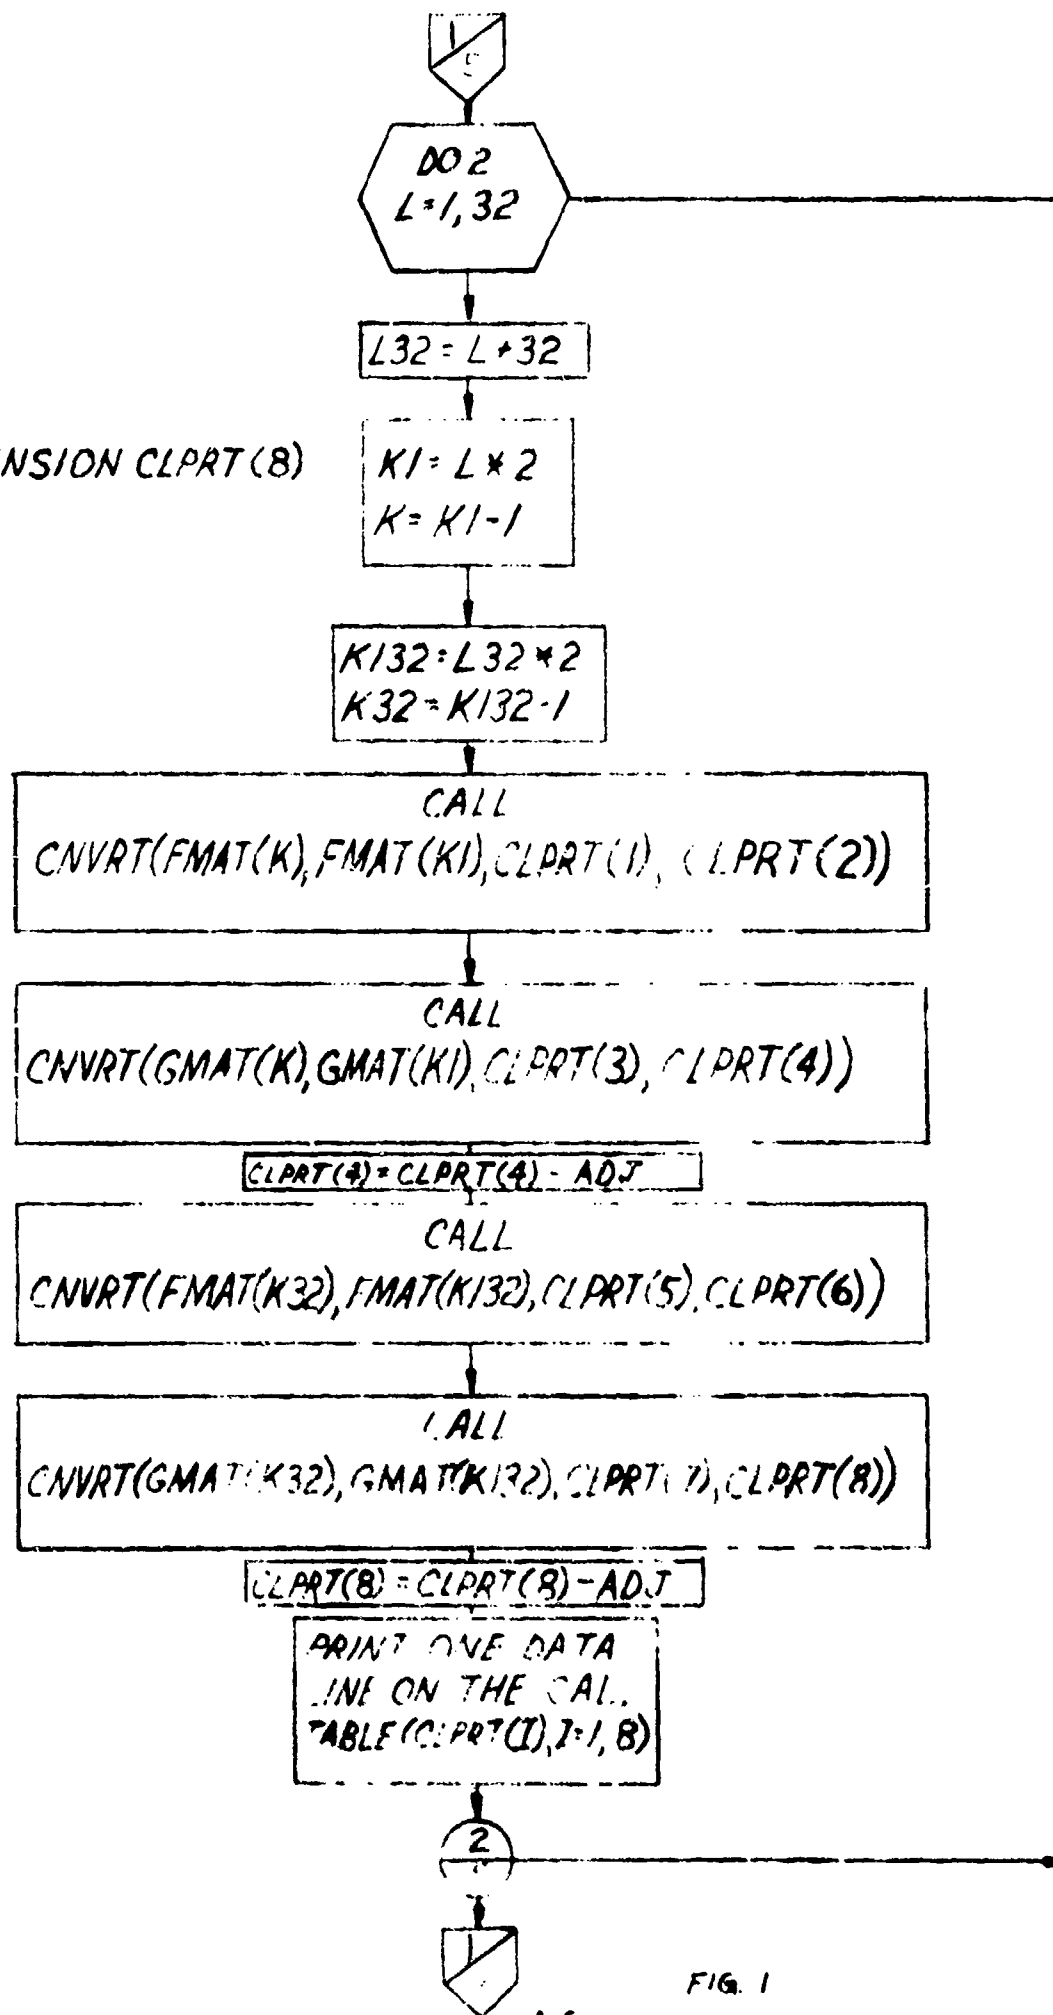 1
DO 2
L=1,32
L32 = L+32
NSION CLPRT(8)
K1 = L * 2
K = K1-1
K132 = L32 * 2
K32 = K132-1
CALL
CNVRT(FMAT(K),FMAT(K1),CLPRT(1), CLPRT(2))
CALL
CNVRT(GMAT(K),GMAT(K1),CLPRT(3), CLPRT(4))
CLPRT(4)=CLPRT(4) - ADJ
CALL
CNVRT(FMAT(K32),FMAT(K132),CLPRT(5),CLPRT(6))
CALL
CNVRT(GMAT(K32),GMAT(K132),CLPRT(7),CLPRT(8))
CLPRT(8)=CLPRT(8)-ADJ
PRINT ONE DATA
LINE ON THE CAL.
TABLE(CLPRT(I),I=1,8)
2
1
FIG. 1